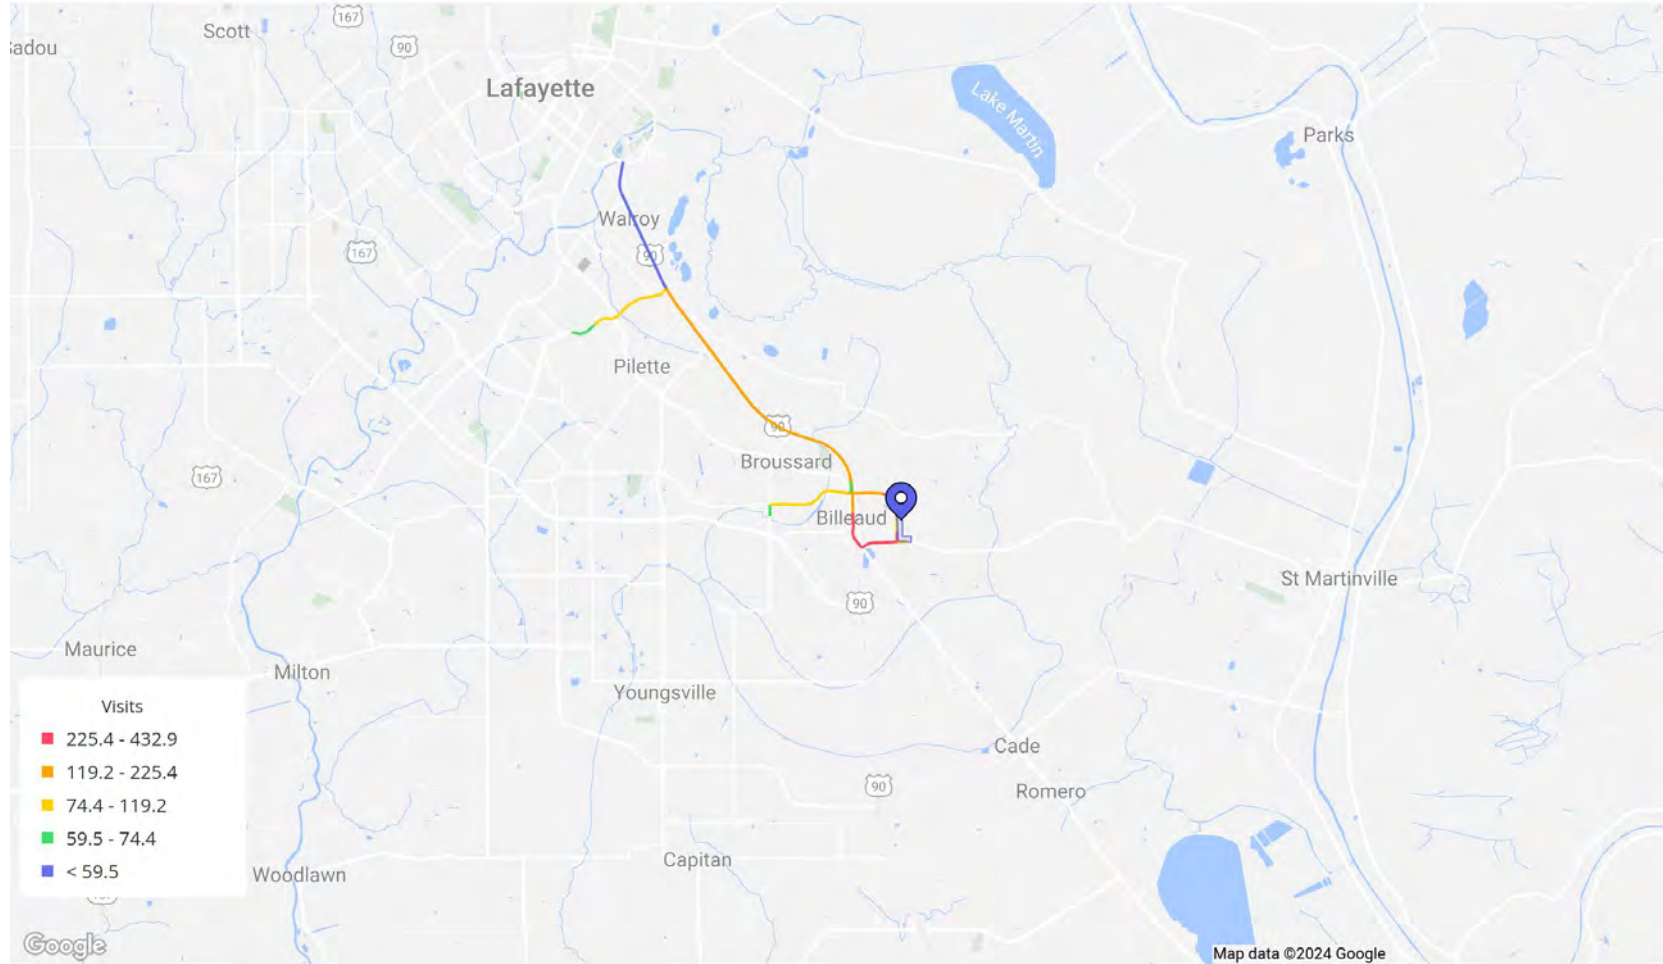 167
Scott
90
adou
Lafayette
Lake Martin
Parks
Walroy
167
90
Pilette
90
Broussard
167
Billeaud
St Martinville
90
Maurice
Milton
Youngsville
Visits
225.4 - 432.9
119.2 - 225.4
74.4 - 119.2
59.5 - 74.4
< 59.5
Cade
90
Romero
Capitan
Woodlawn
Google
Map data ©2024 Google